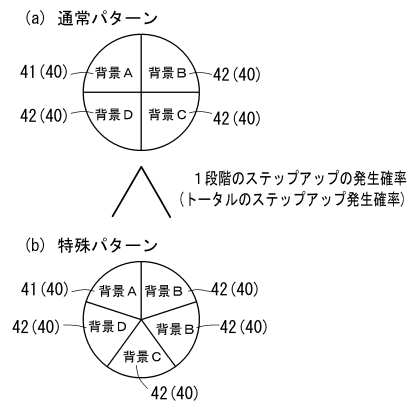 (a) 通常パターン
41(40) 背景A 背景B 42(40)
42(40) 背景D 背景C 42(40)
1段階のステップアップの発生確率
(トータルのステップアップ発生確率)
(b) 特殊パターン
41(40) 背景A 背景B 42(40)
42(40) 背景D 背景B 42(40)
背景C
42(40)